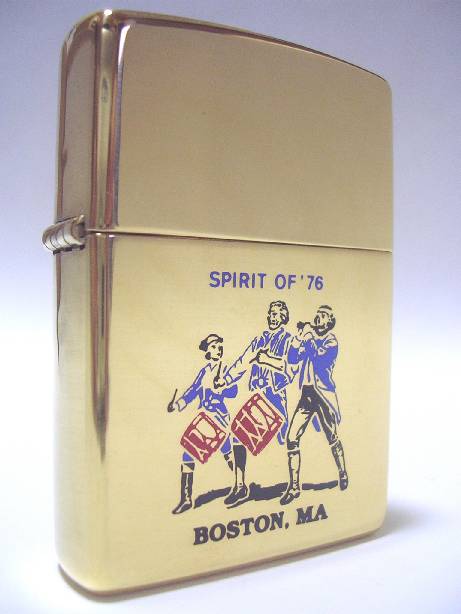 SPIRIT OF '76
BOSTON, MA